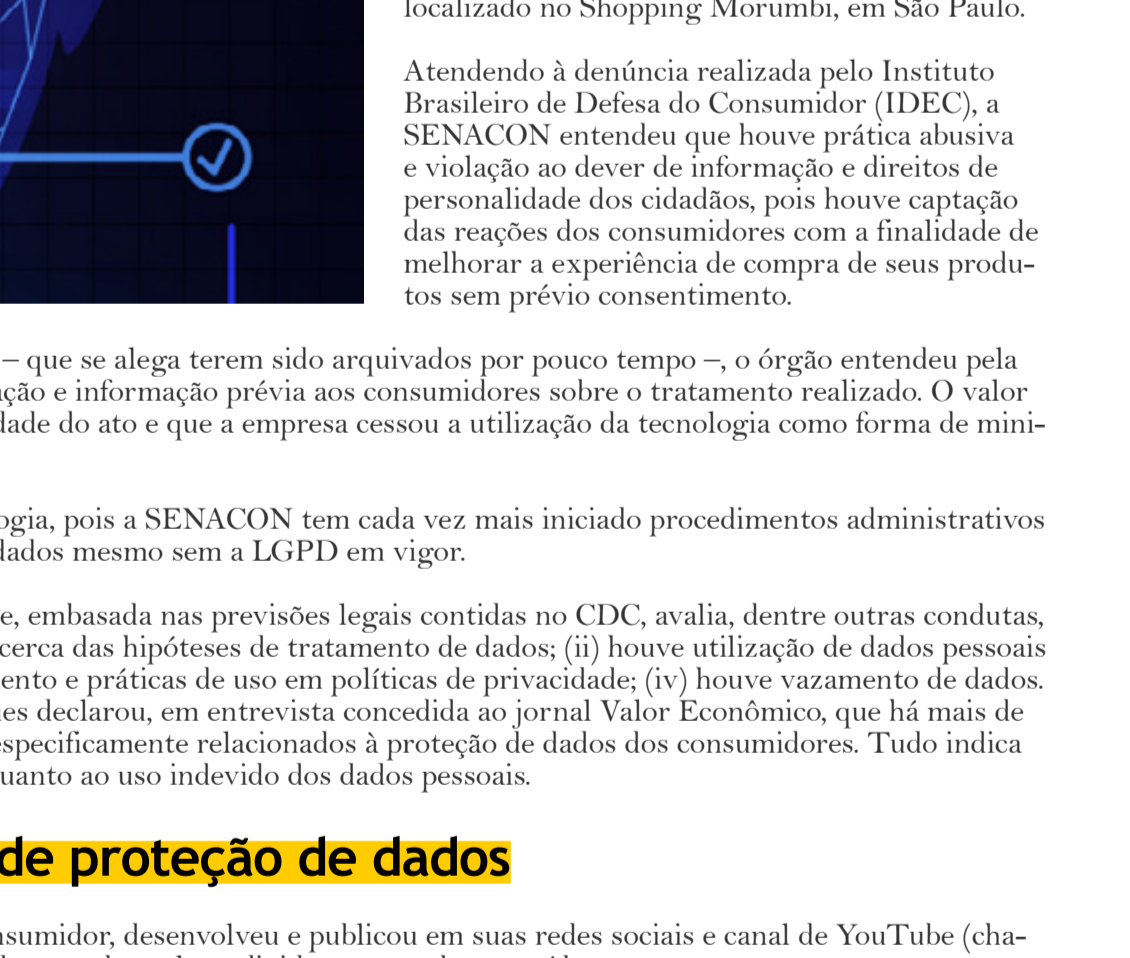 localizado no Shopping Morumbi, em São Paulo.
Atendendo à denúncia realizada pelo Instituto
Brasileiro de Defesa do Consumidor (IDEC), a
SENACON entendeu que houve prática abusiva
e violação ao dever de informação e direitos de
personalidade dos cidadãos, pois houve captação
das reações dos consumidores com a finalidade de
melhorar a experiência de compra de seus produ-
tos sem prévio consentimento.
– que se alega terem sido arquivados por pouco tempo –, o órgão entendeu pela
ação e informação prévia aos consumidores sobre o tratamento realizado. O valor
dade do ato e que a empresa cessou a utilização da tecnologia como forma de mini-
ogia, pois a SENACON tem cada vez mais iniciado procedimentos administrativos
dados mesmo sem a LGPD em vigor.
e, embasada nas previsões legais contidas no CDC, avalia, dentre outras condutas,
cerca das hipóteses de tratamento de dados; (ii) houve utilização de dados pessoais
ento e práticas de uso em políticas de privacidade; (iv) houve vazamento de dados.
es declarou, em entrevista concedida ao jornal Valor Econômico, que há mais de
especificamente relacionados à proteção de dados dos consumidores. Tudo indica
uanto ao uso indevido dos dados pessoais.
de proteção de dados
nsumidor, desenvolveu e publicou em suas redes sociais e canal de YouTube (cha-